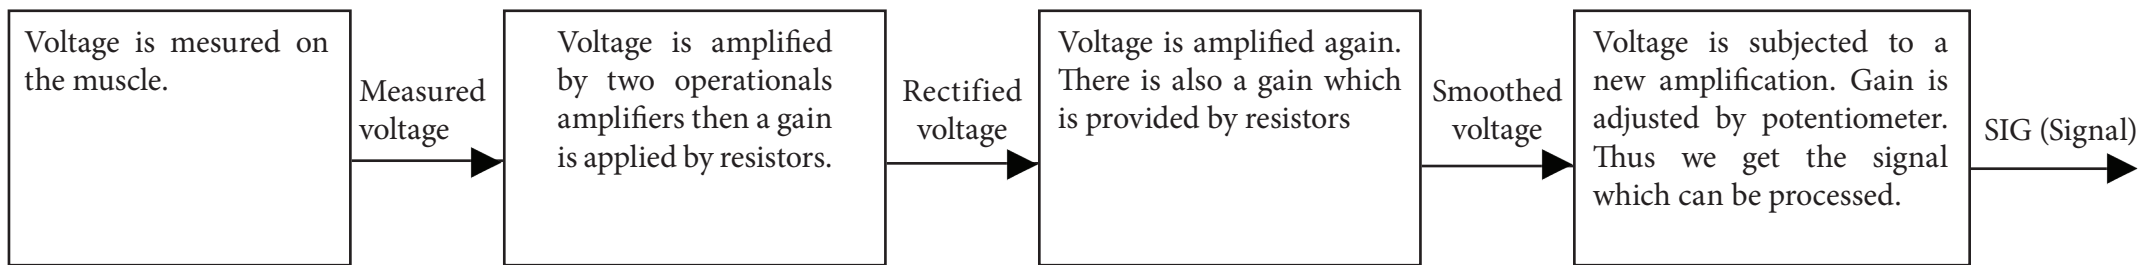 Voltage is mesured on
the muscle.
Measured
voltage
Voltage is amplified
by two operationals
amplifiers then a gain
is applied by resistors.
Rectified
voltage
Voltage is amplified again.
There is also a gain which
is provided by resistors
Smoothed
voltage
Voltage is subjected to a
new amplification. Gain is
adjusted by potentiometer.
Thus we get the signal
which can be processed.
SIG (Signal)